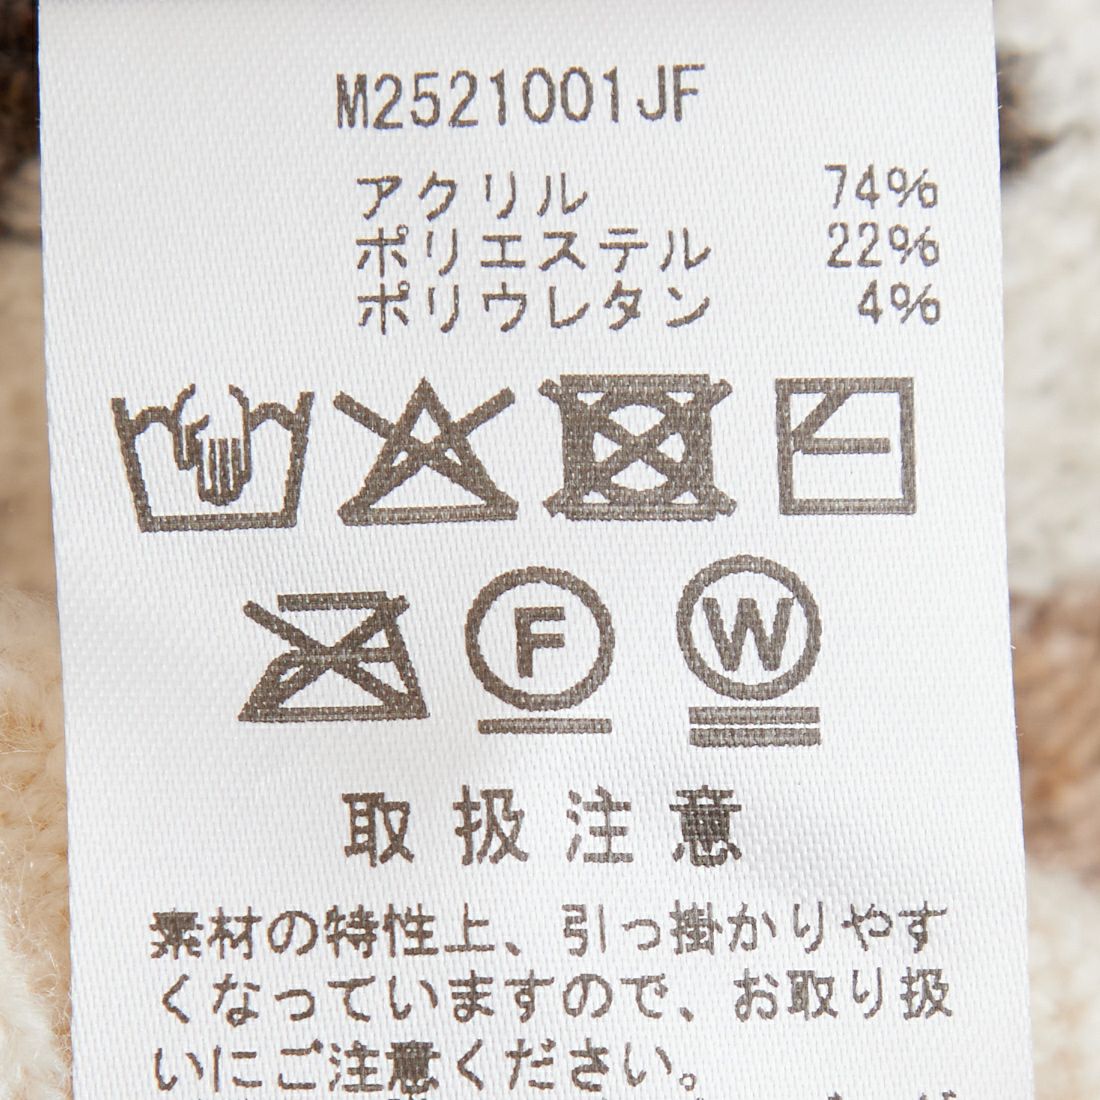 M2521001JF
アクリル 74%
ポリエステル 22%
ポリウレタン 4%
F W
取扱注意
素材の特性上、引っ掛かりやす
くなっていますので、お取り扱
いにご注意ください。